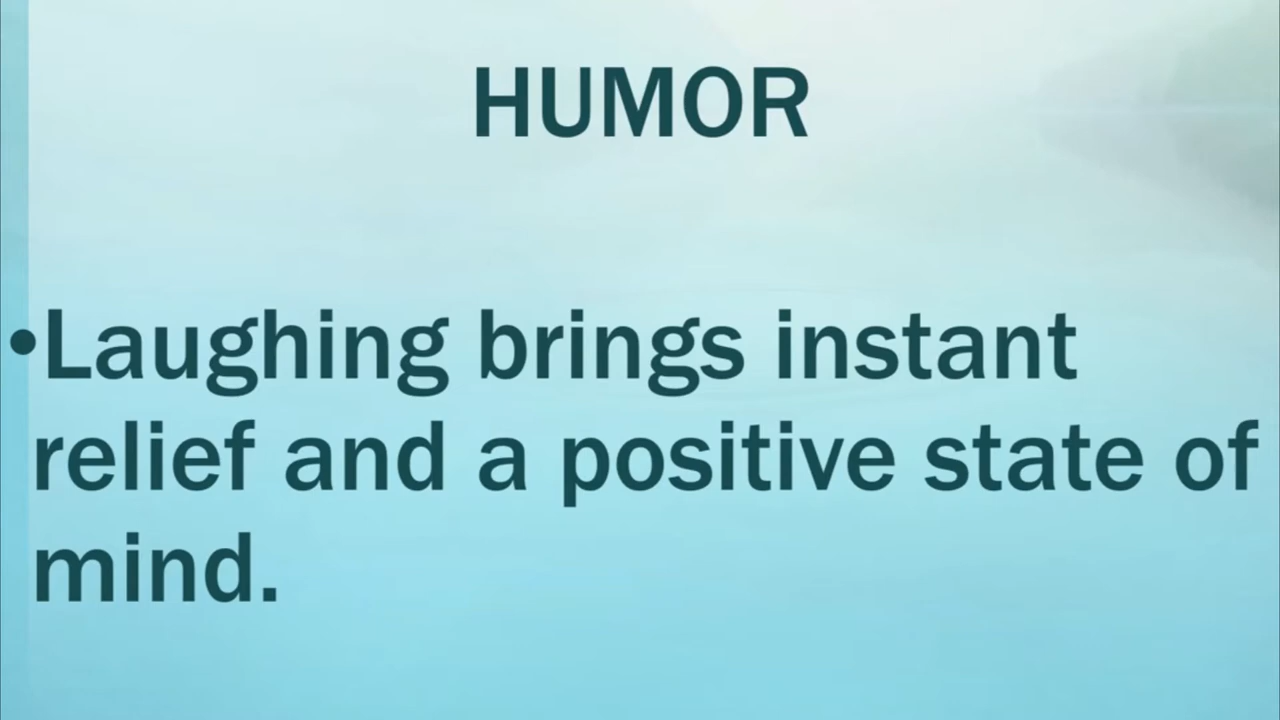 HUMOR
•Laughing brings instant
relief and a positive state of
mind.